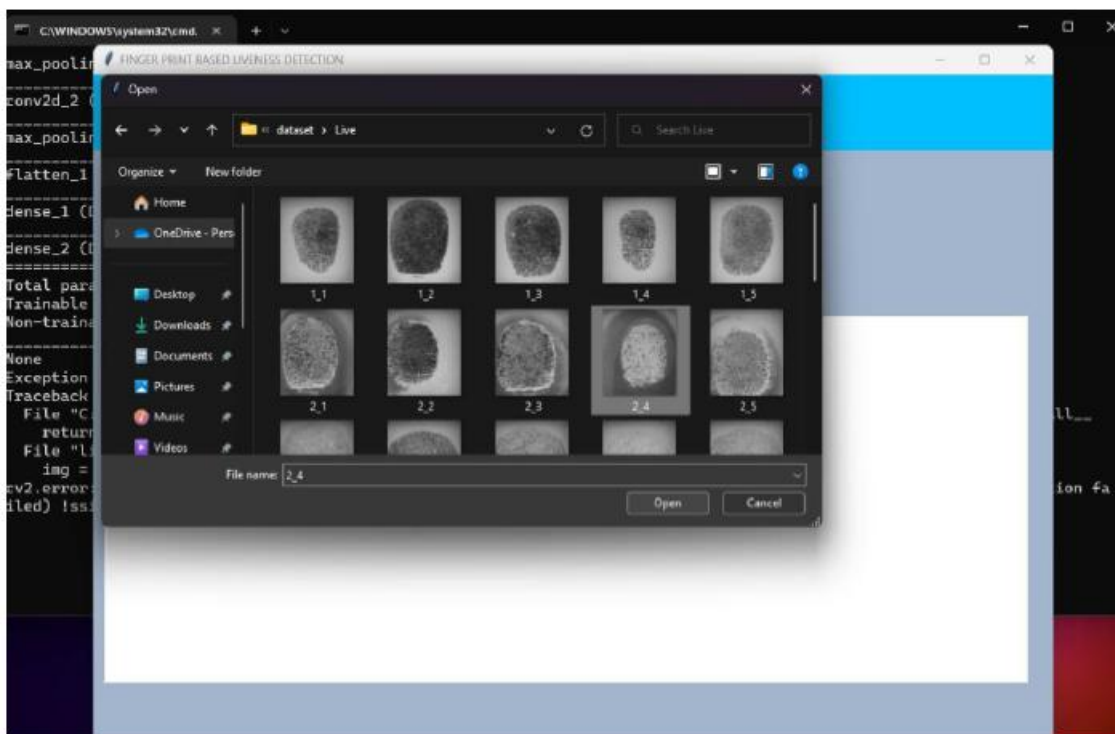 C:\WINDOWS\system32\cmd.
FINGER PRINT BASED LIVENESS DETECTION
Open
« dataset › Live
Search Live
Organize
New folder
Home
OneDrive - Pers
Desktop
Downloads
Documents
Pictures
Music
Videos
1_1 1_2 1_3 1_4 1_5
2_1 2_2 2_3 2_4 2_5
File name: 2_4
Open Cancel
max_poolin
conv2d_2 (
max_poolin
flatten_1
dense_1 (D
dense_2 (D
==========
Total para
Trainable
Non-traina
None
Exception
Traceback
File "C
ll__
return
File "li
img =
cv2.error:
ion fa
iled) !ssi